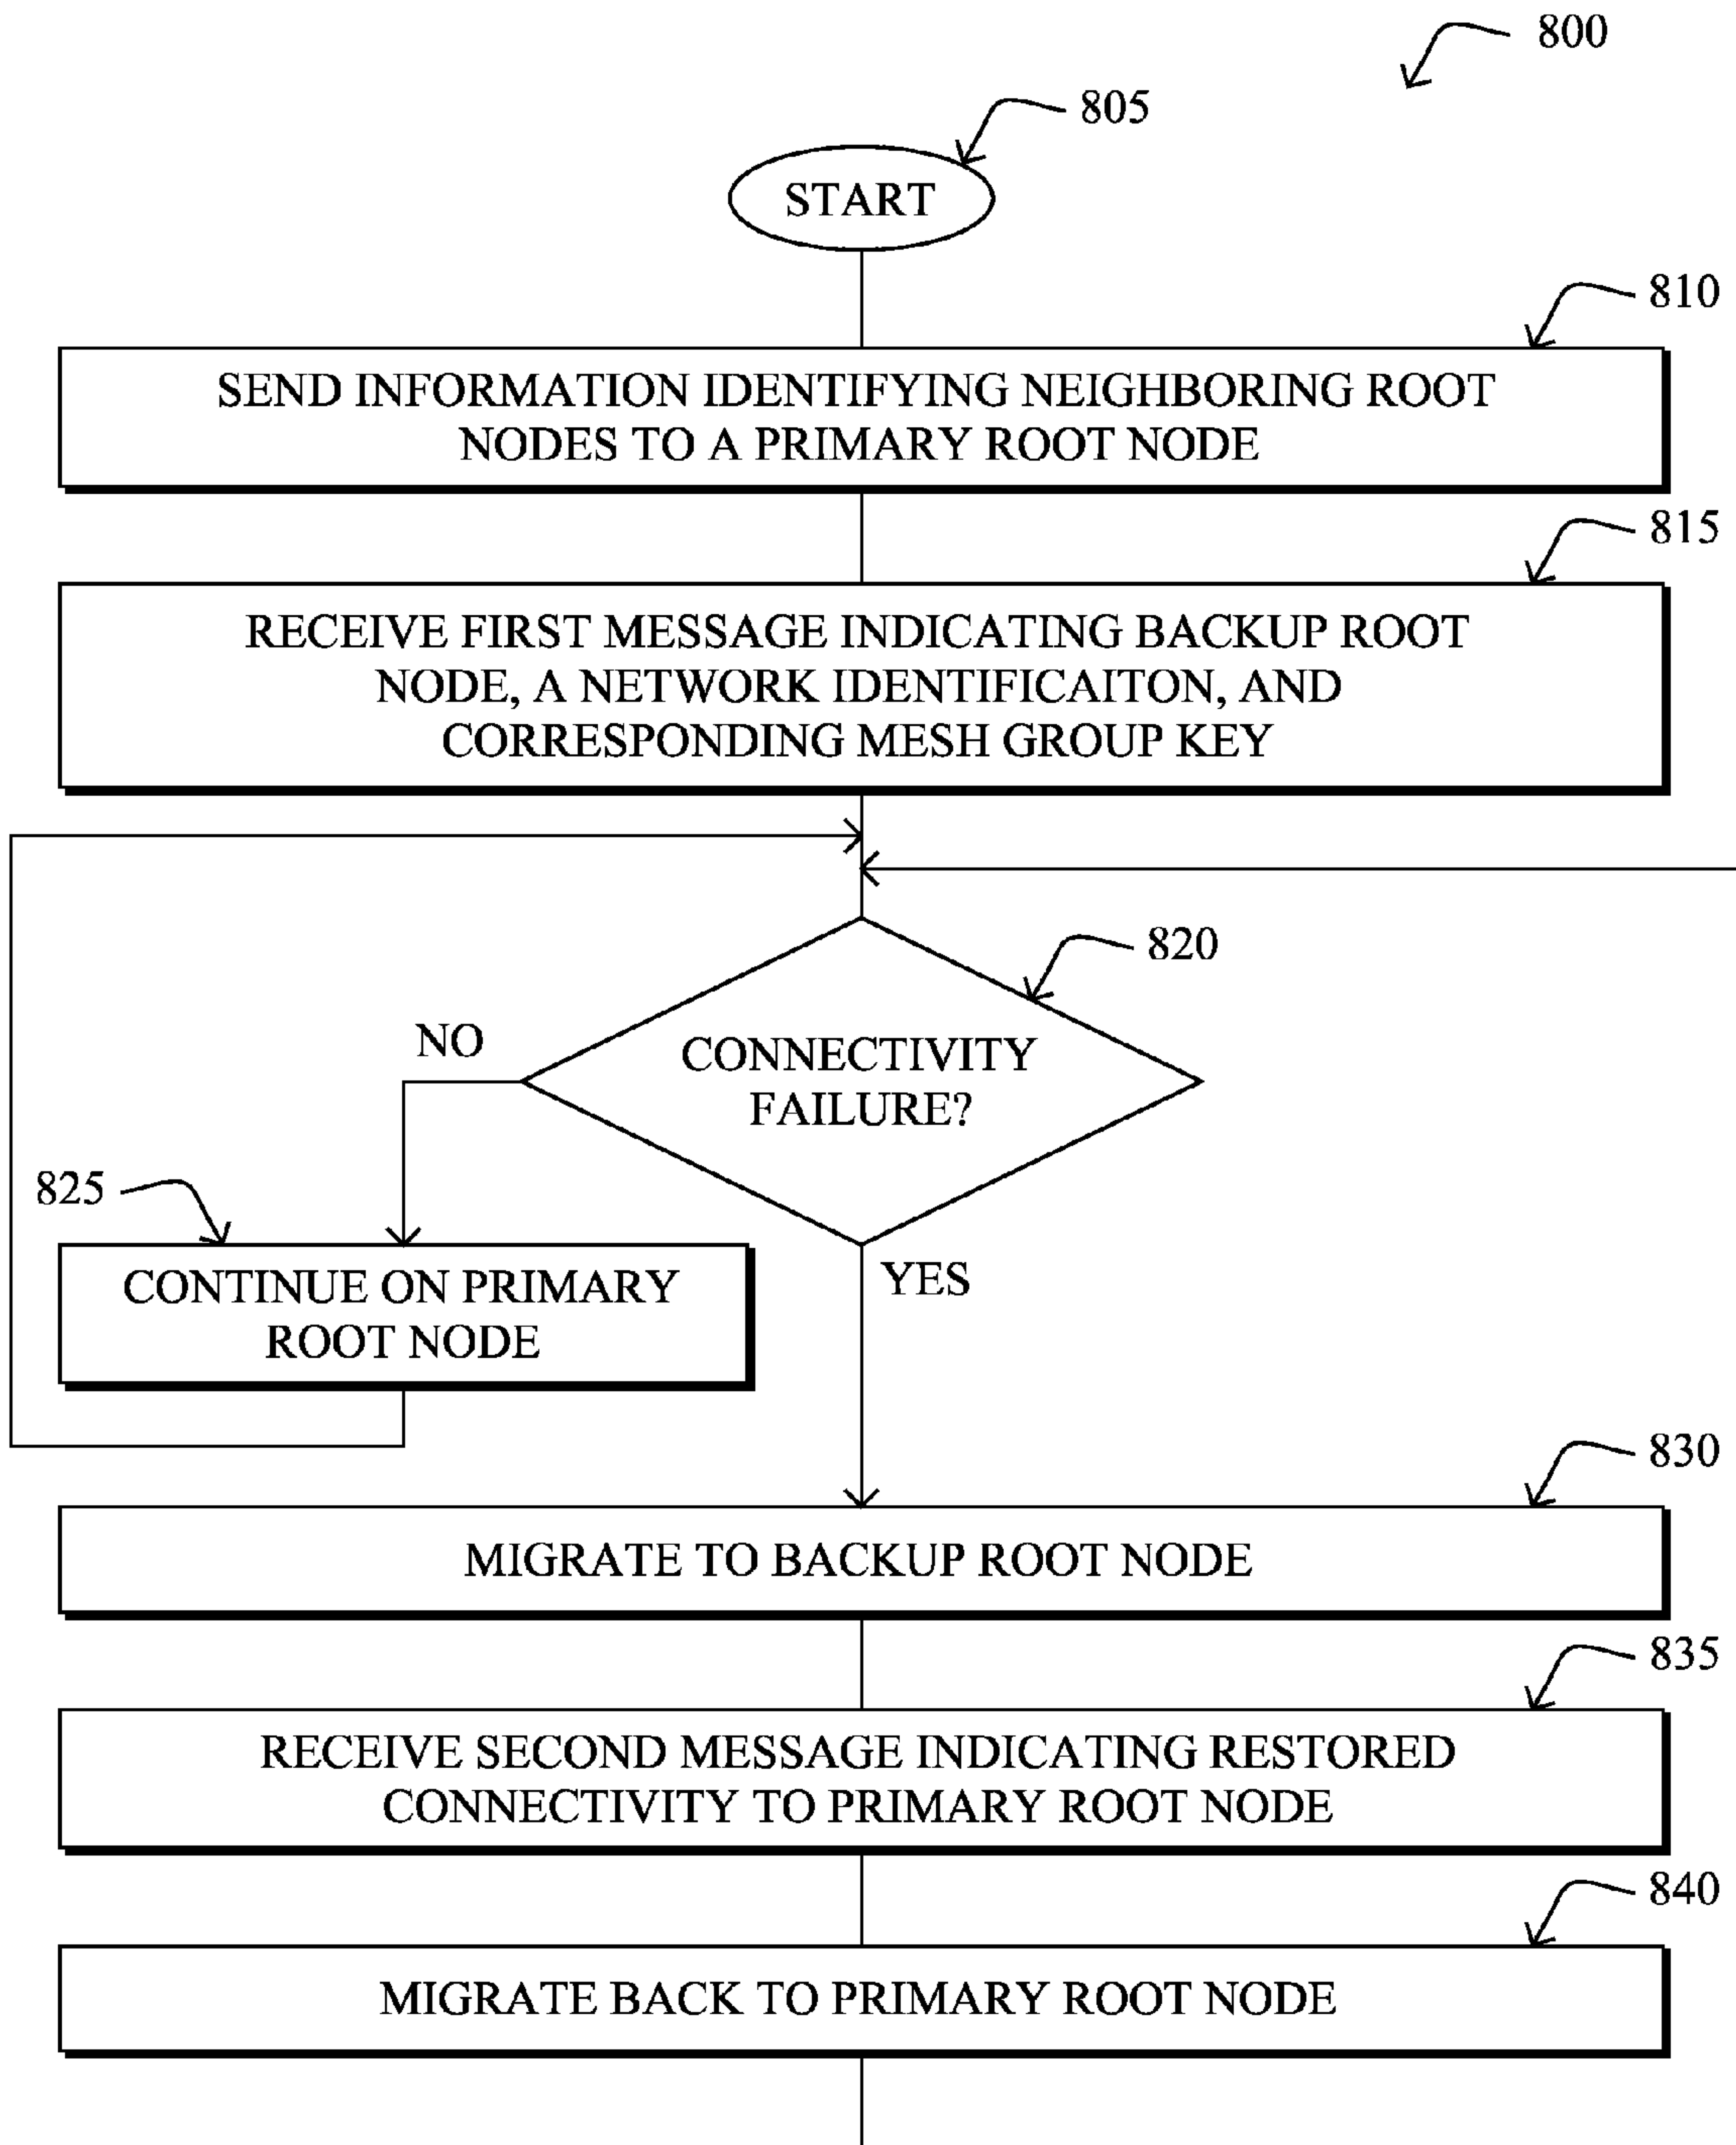 800
805
START
810
SEND INFORMATION IDENTIFYING NEIGHBORING ROOT
NODES TO A PRIMARY ROOT NODE
815
RECEIVE FIRST MESSAGE INDICATING BACKUP ROOT
NODE, A NETWORK IDENTIFICAITON, AND
CORRESPONDING MESH GROUP KEY
820
NO
CONNECTIVITY
FAILURE?
825
YES
CONTINUE ON PRIMARY
ROOT NODE
830
MIGRATE TO BACKUP ROOT NODE
835
RECEIVE SECOND MESSAGE INDICATING RESTORED
CONNECTIVITY TO PRIMARY ROOT NODE
840
MIGRATE BACK TO PRIMARY ROOT NODE